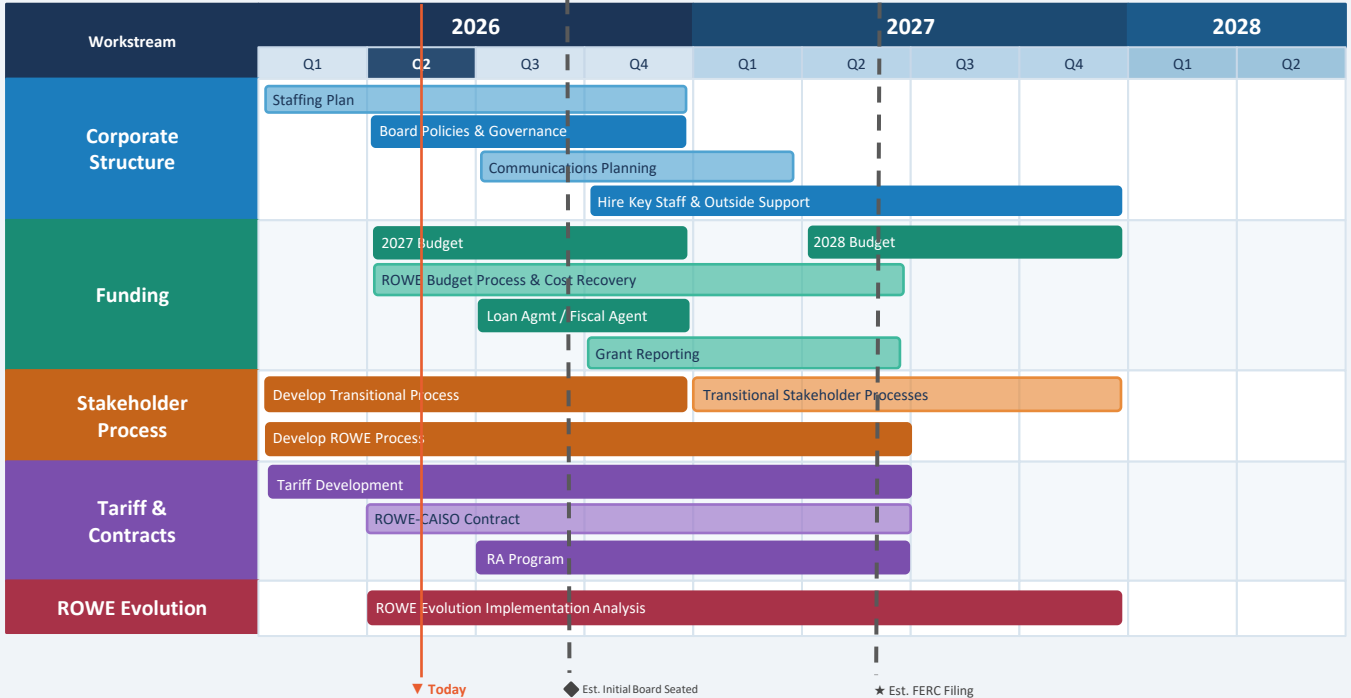 Workstream
2026
2027
2028
Q1
Q2
Q3
Q4
Q1
Q2
Q3
Q4
Q1
Q2
Corporate
Structure
Staffing Plan
Board Policies & Governance
Communications Planning
Hire Key Staff & Outside Support
Funding
2027 Budget
2028 Budget
ROWE Budget Process & Cost Recovery
Loan Agmt / Fiscal Agent
Grant Reporting
Stakeholder
Process
Develop Transitional Process
Transitional Stakeholder Processes
Develop ROWE Process
Tariff &
Contracts
Tariff Development
ROWE-CAISO Contract
RA Program
ROWE Evolution
ROWE Evolution Implementation Analysis
▼ Today
◆ Est. Initial Board Seated
★ Est. FERC Filing